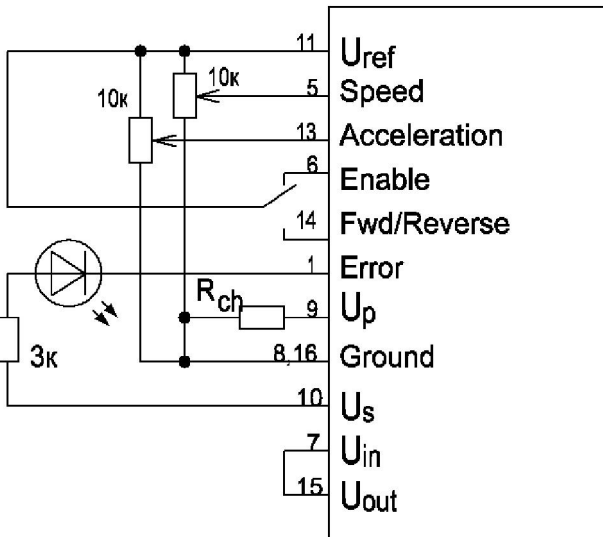 11 Uref
10к 5 Speed
10к 13 Acceleration
6 Enable
14 Fwd/Reverse
1 Error
Rch 9 Up
3к 8,16 Ground
10 Us
7 Uin
15 Uout